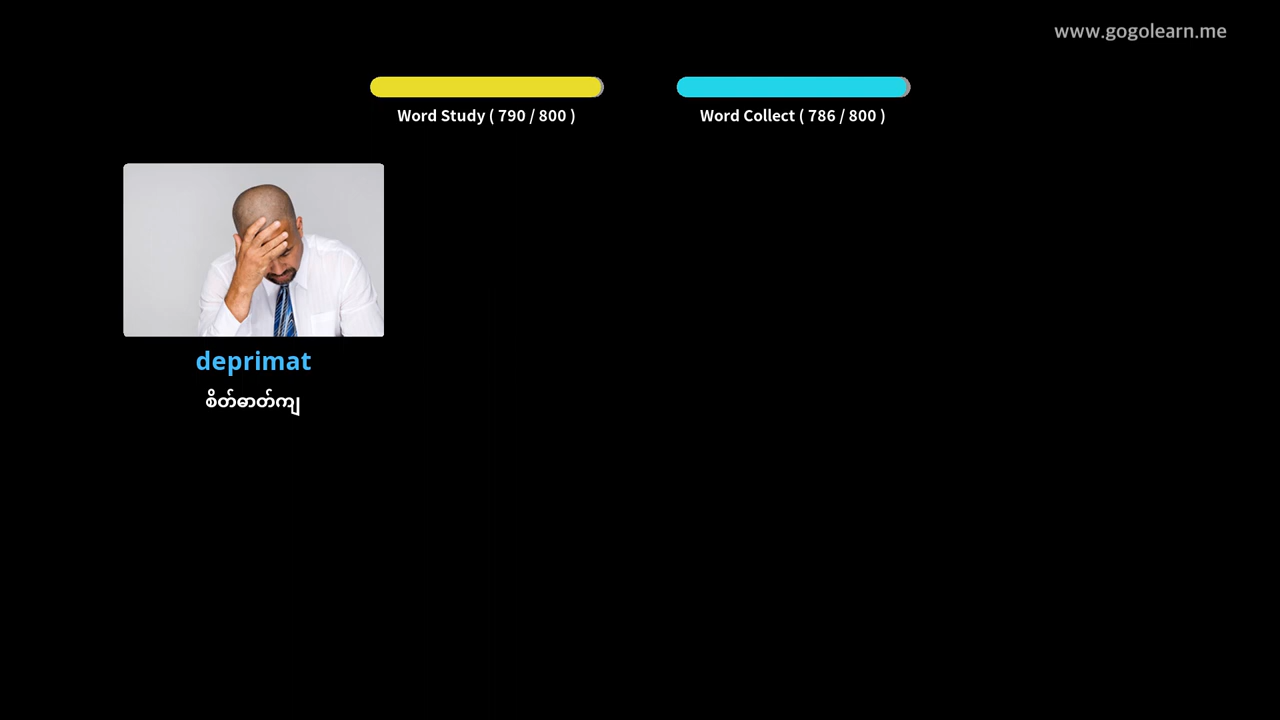 www.gogolearn.me
Word Study ( 790 / 800 )
Word Collect ( 786 / 800 )
deprimat
စိတ်ဓာတ်ကျ